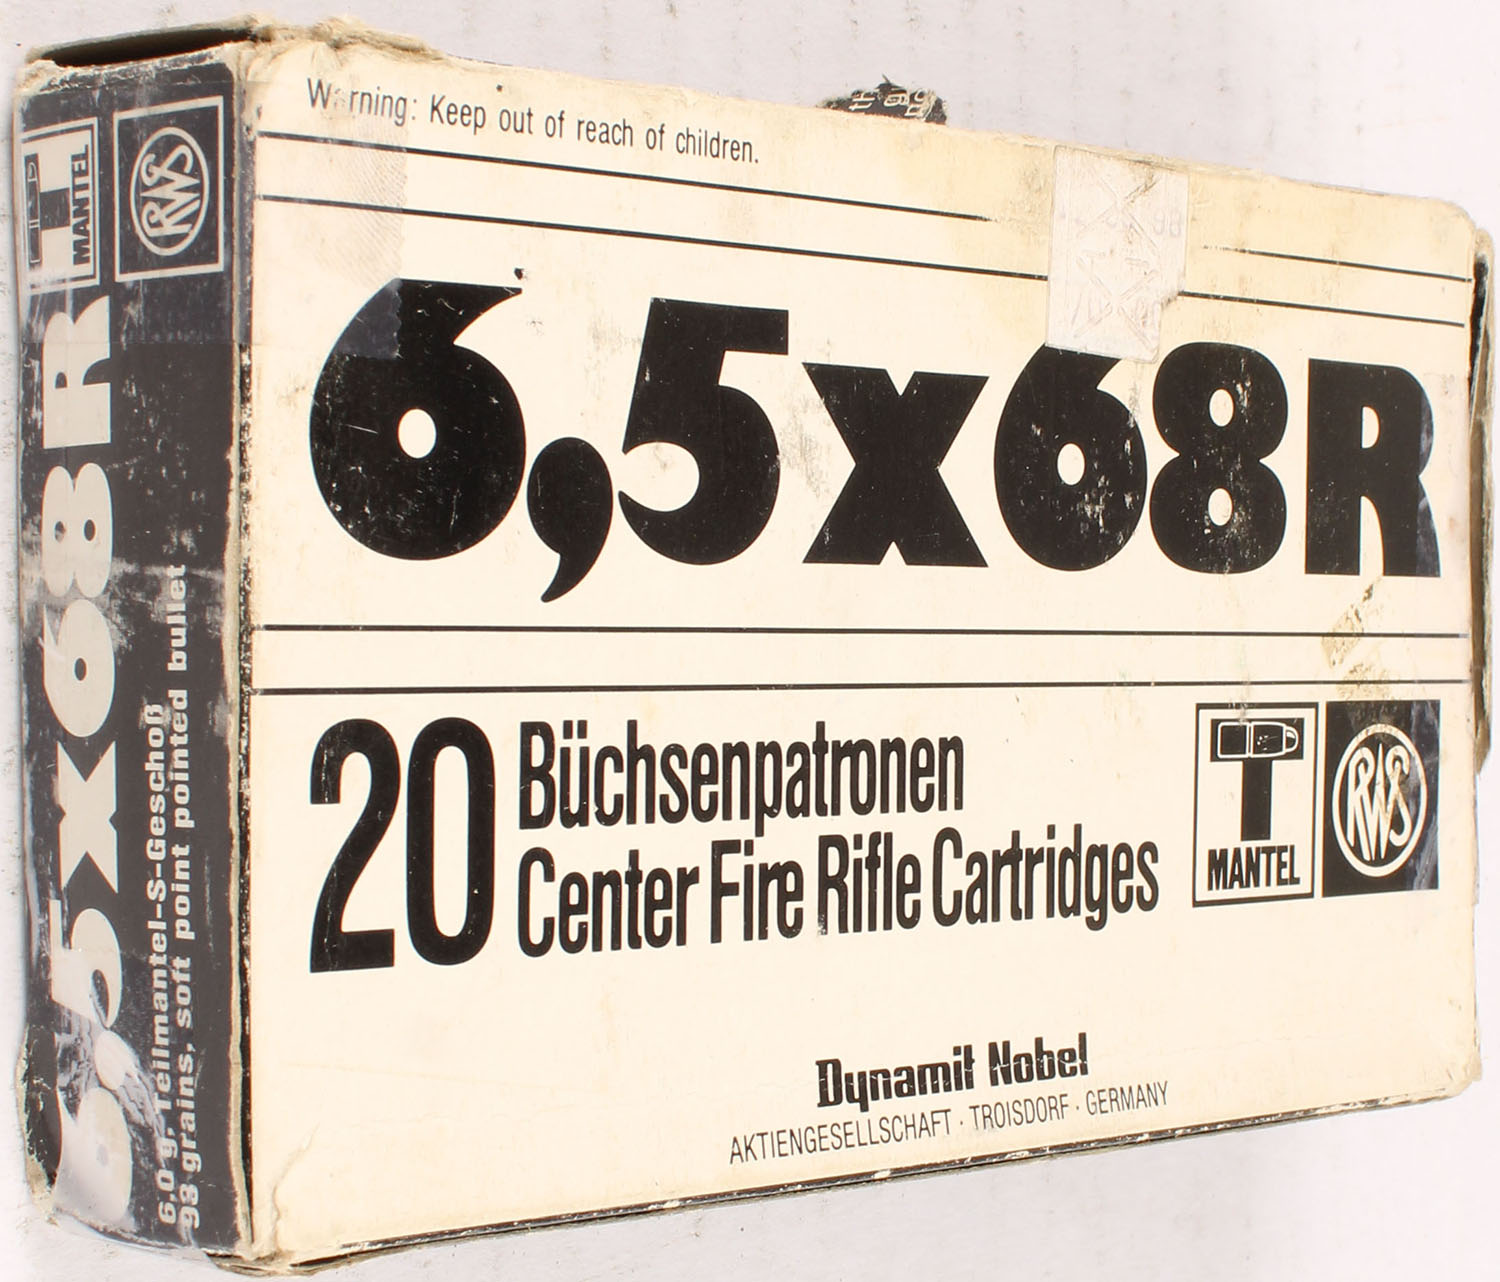 Warning: Keep out of reach of children.
6,5x68R
20
Büchsenpatronen
Center Fire Rifle Cartridges
T
MANTEL
RWS
Dynamit Nobel
AKTIENGESELLSCHAFT · TROISDORF · GERMANY
6,5x68R
T
MANTEL
RWS
6.0 g, Teilmantel-S-Geschoß
93 grains, soft point pointed bullet